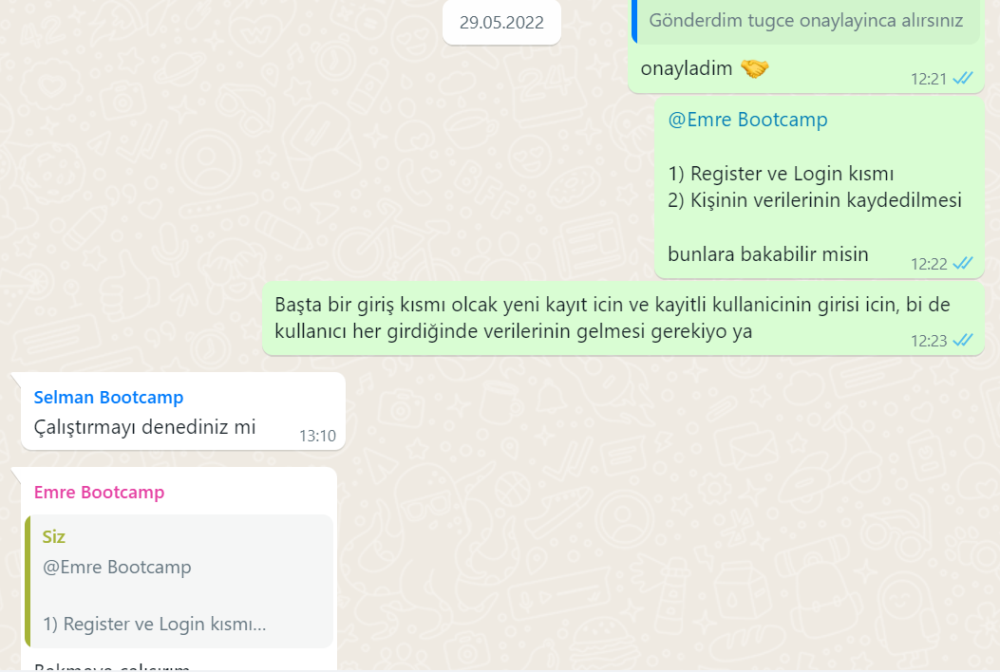 29.05.2022
Gönderdim tugce onaylayinca alırsınız
onayladim 🤝
12:21
@Emre Bootcamp
1) Register ve Login kısmı
2) Kişinin verilerinin kaydedilmesi
bunlara bakabilir misin
12:22
Başta bir giriş kısmı olcak yeni kayıt icin ve kayitli kullanicinin girisi icin, bi de
kullanıcı her girdiğinde verilerinin gelmesi gerekiyo ya
12:23
Selman Bootcamp
Çalıştırmayı denediniz mi
13:10
Emre Bootcamp
Siz
@Emre Bootcamp
1) Register ve Login kısmı...